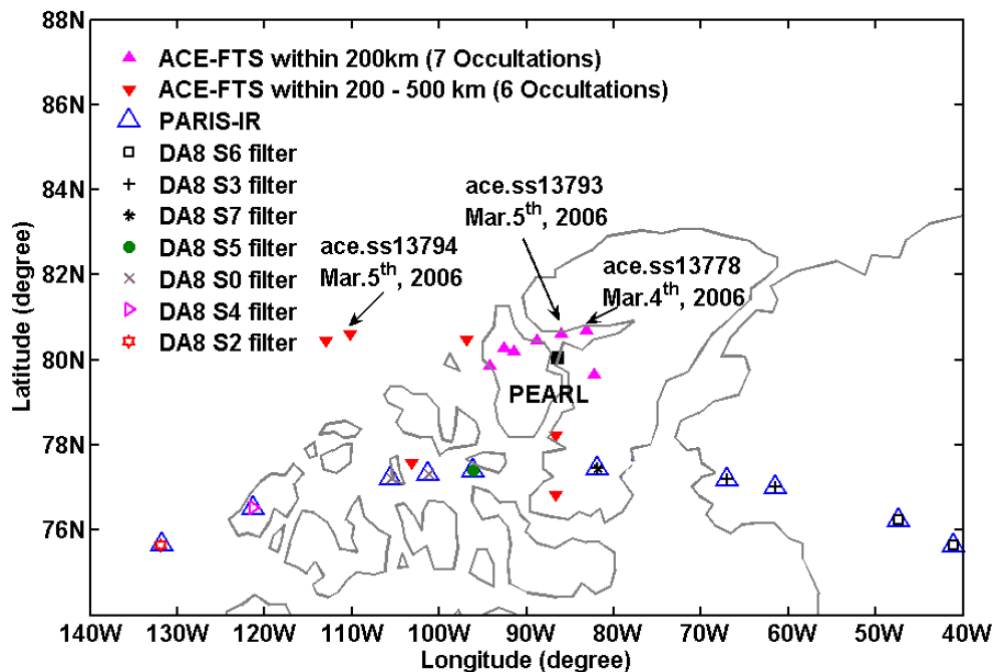 88N
86N
84N
82N
80N
78N
76N
Latitude (degree)
ACE-FTS within 200km (7 Occultations)
ACE-FTS within 200 - 500 km (6 Occultations)
PARIS-IR
DA8 S6 filter
DA8 S3 filter
DA8 S7 filter
DA8 S5 filter
DA8 S0 filter
DA8 S4 filter
DA8 S2 filter
ace.ss13794
Mar.5th, 2006
ace.ss13793
Mar.5th, 2006
ace.ss13778
Mar.4th, 2006
PEARL
140W 130W 120W 110W 100W 90W 80W 70W 60W 50W 40W
Longitude (degree)